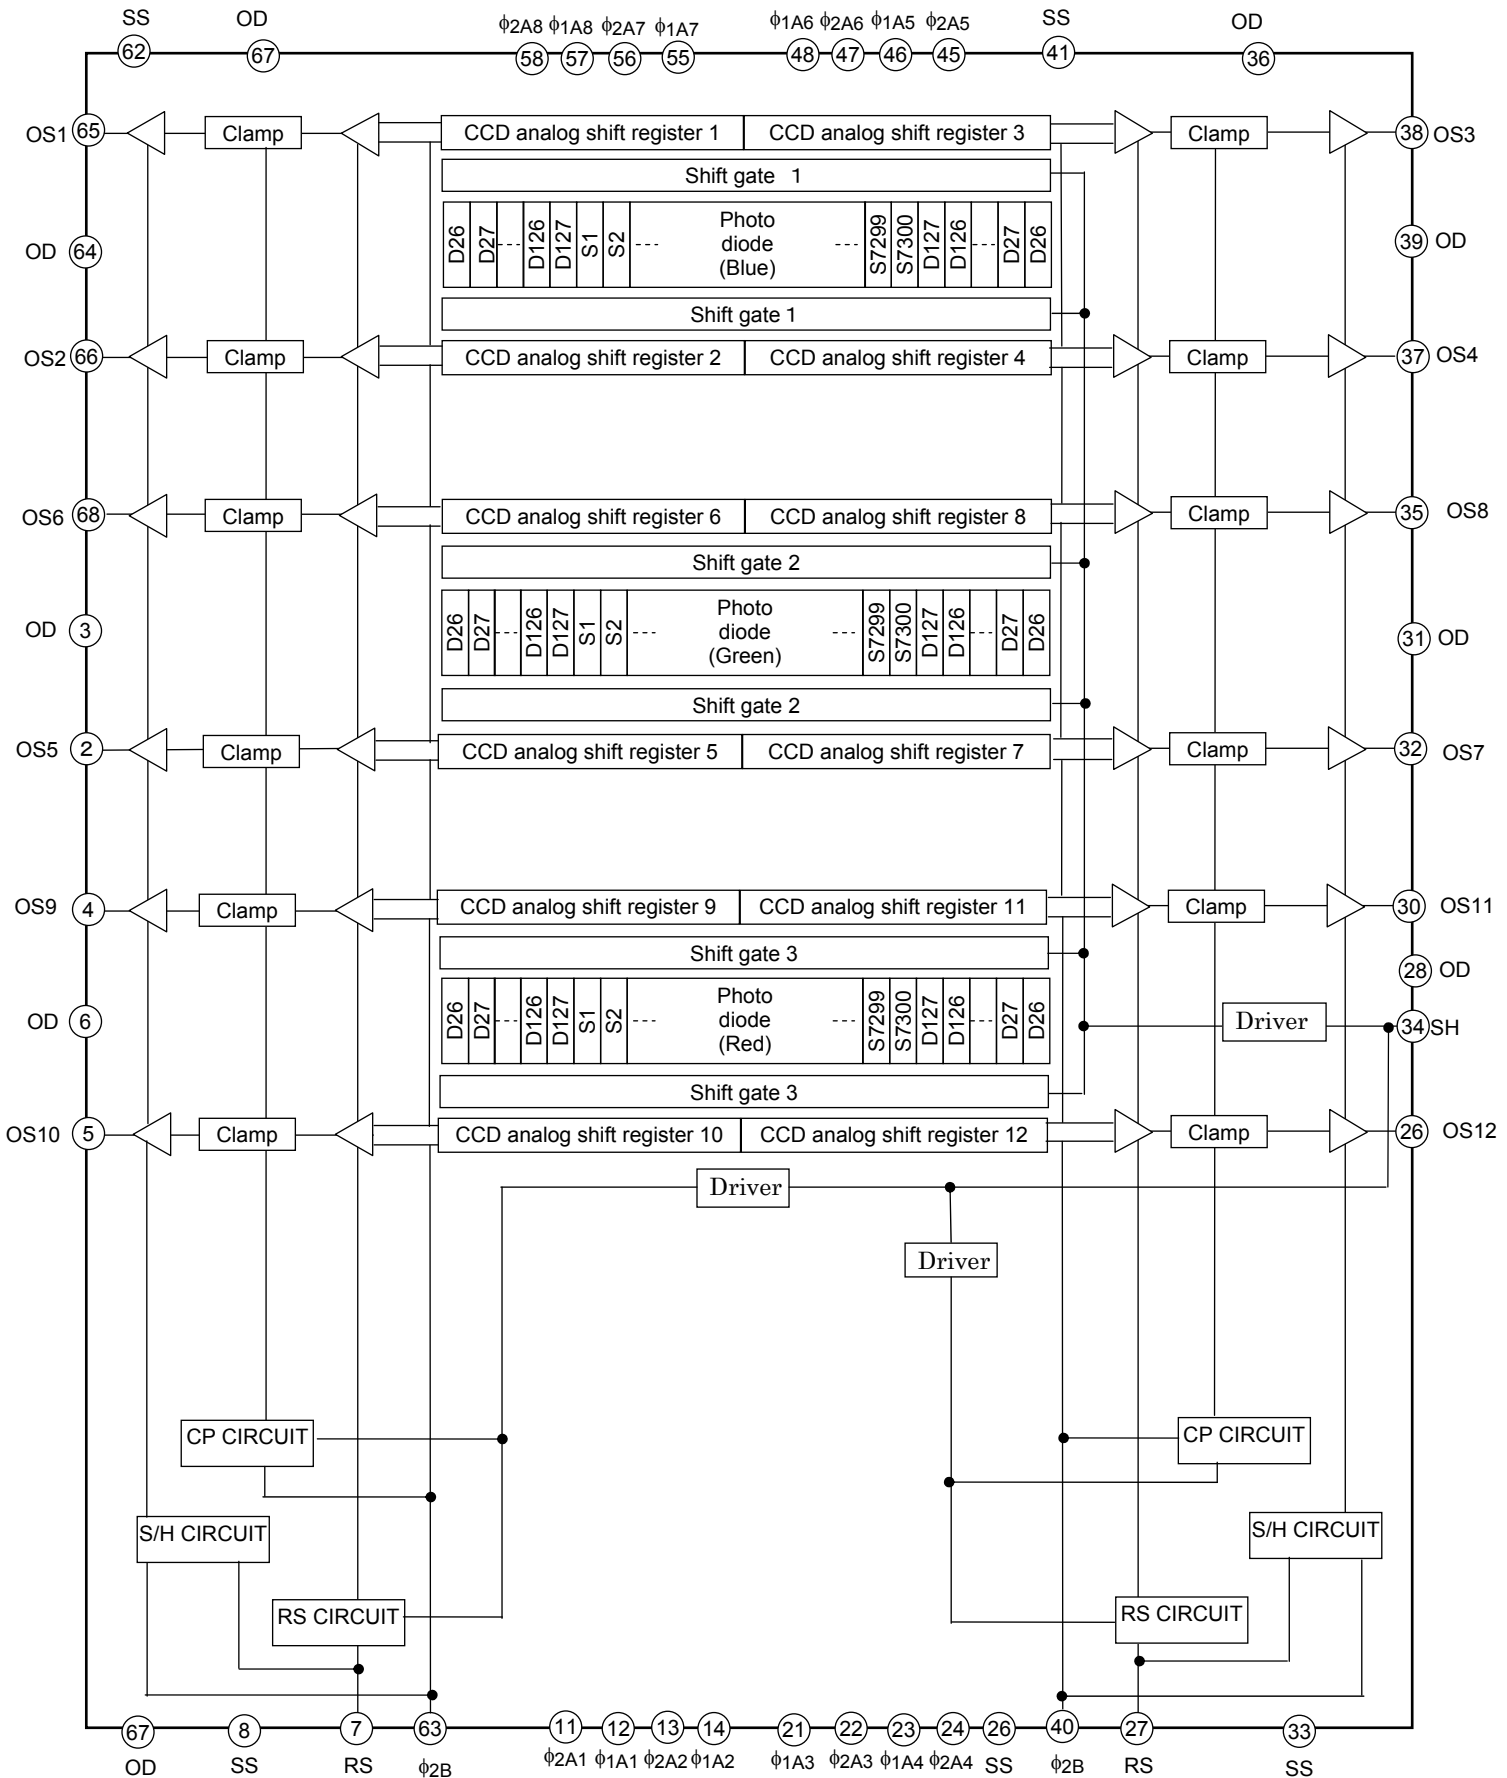 SS OD ϕ2A8 ϕ1A8 ϕ2A7 ϕ1A7 ϕ1A6 ϕ2A6 ϕ1A5 ϕ2A5 SS OD
62 67 58 57 56 55 48 47 46 45 41 36
OS1 65 Clamp CCD analog shift register 1 CCD analog shift register 3 Clamp 38 OS3
Shift gate 1
OD 64 D26 D27 --- D126 D127 S1 S2 --- Photo diode (Blue) --- S7299 S7300 D127 D126 --- D27 D26 39 OD
Shift gate 1
OS2 66 Clamp CCD analog shift register 2 CCD analog shift register 4 Clamp 37 OS4
OS6 68 Clamp CCD analog shift register 6 CCD analog shift register 8 Clamp 35 OS8
Shift gate 2
OD 3 D26 D27 --- D126 D127 S1 S2 --- Photo diode (Green) --- S7299 S7300 D127 D126 --- D27 D26 31 OD
Shift gate 2
OS5 2 Clamp CCD analog shift register 5 CCD analog shift register 7 Clamp 32 OS7
OS9 4 Clamp CCD analog shift register 9 CCD analog shift register 11 Clamp 30 OS11
Shift gate 3
28 OD
OD 6 D26 D27 --- D126 D127 S1 S2 --- Photo diode (Red) --- S7299 S7300 D127 D126 --- D27 D26 Driver 34 SH
Shift gate 3
OS10 5 Clamp CCD analog shift register 10 CCD analog shift register 12 Clamp 26 OS12
Driver
Driver
CP CIRCUIT CP CIRCUIT
S/H CIRCUIT S/H CIRCUIT
RS CIRCUIT RS CIRCUIT
67 8 7 63 11 12 13 14 21 22 23 24 26 40 27 33
OD SS RS ϕ2B ϕ2A1 ϕ1A1 ϕ2A2 ϕ1A2 ϕ1A3 ϕ2A3 ϕ1A4 ϕ2A4 SS ϕ2B RS SS